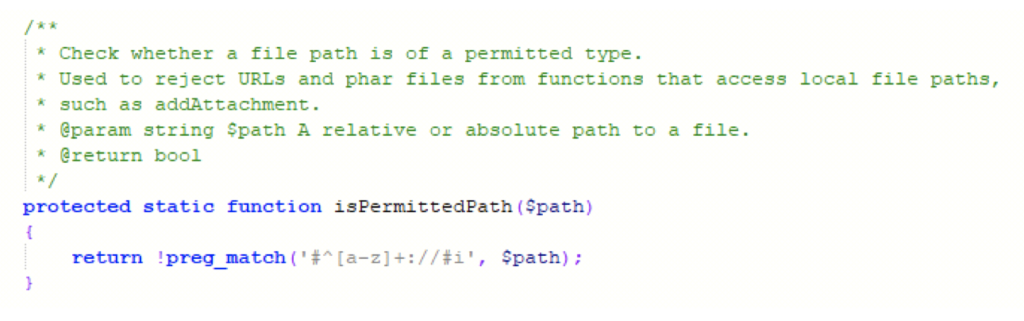 /**
 * Check whether a file path is of a permitted type.
 * Used to reject URLs and phar files from functions that access local file paths,
 * such as addAttachment.
 * @param string $path A relative or absolute path to a file.
 * @return bool
 */
protected static function isPermittedPath($path)
{
    return !preg_match('#^[a-z]+://#i', $path);
}